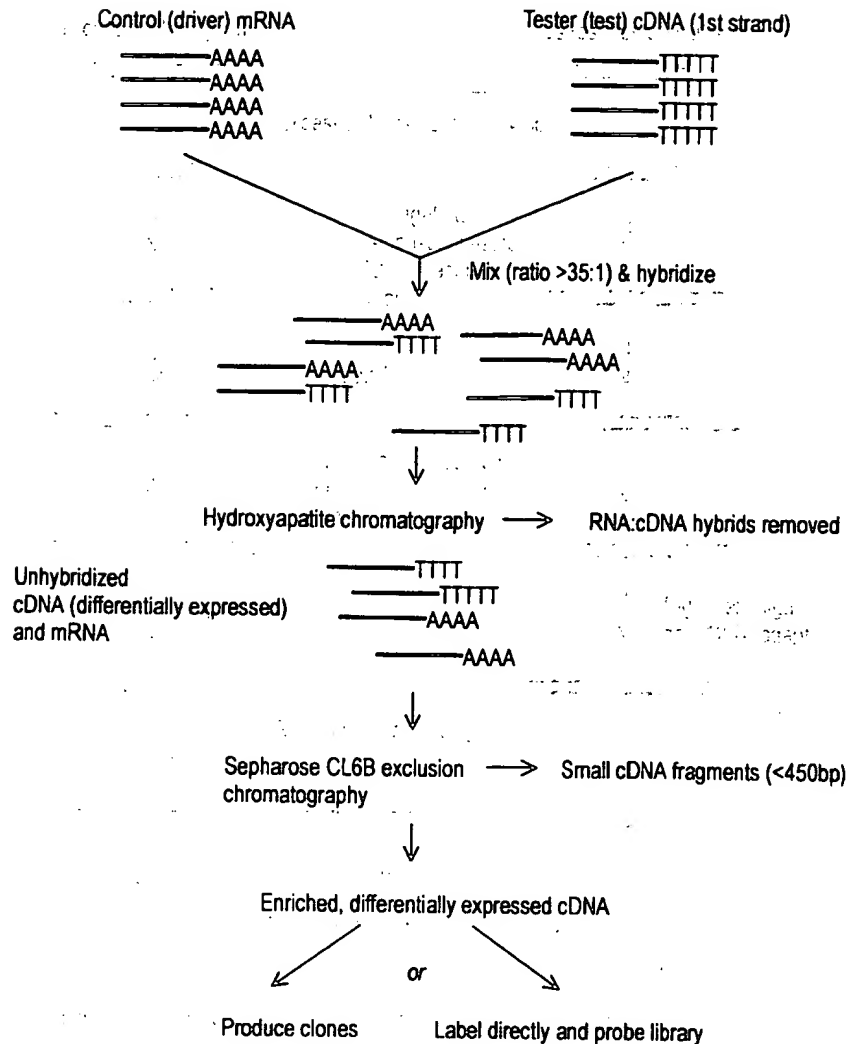 Control (driver) mRNA
Tester (test) cDNA (1st strand)
AAAA
AAAA
AAAA
AAAA
TTTTT
TTTTT
TTTTT
TTTTT
Mix (ratio >35:1) & hybridize
AAAA
TTTT
AAAA
AAAA
AAAA
TTTT
TTTT
TTTT
Hydroxyapatite chromatography
RNA:cDNA hybrids removed
Unhybridized
cDNA (differentially expressed)
and mRNA
TTTT
TTTTT
AAAA
AAAA
Sepharose CL6B exclusion
chromatography
Small cDNA fragments (<450bp)
Enriched, differentially expressed cDNA
or
Produce clones
Label directly and probe library